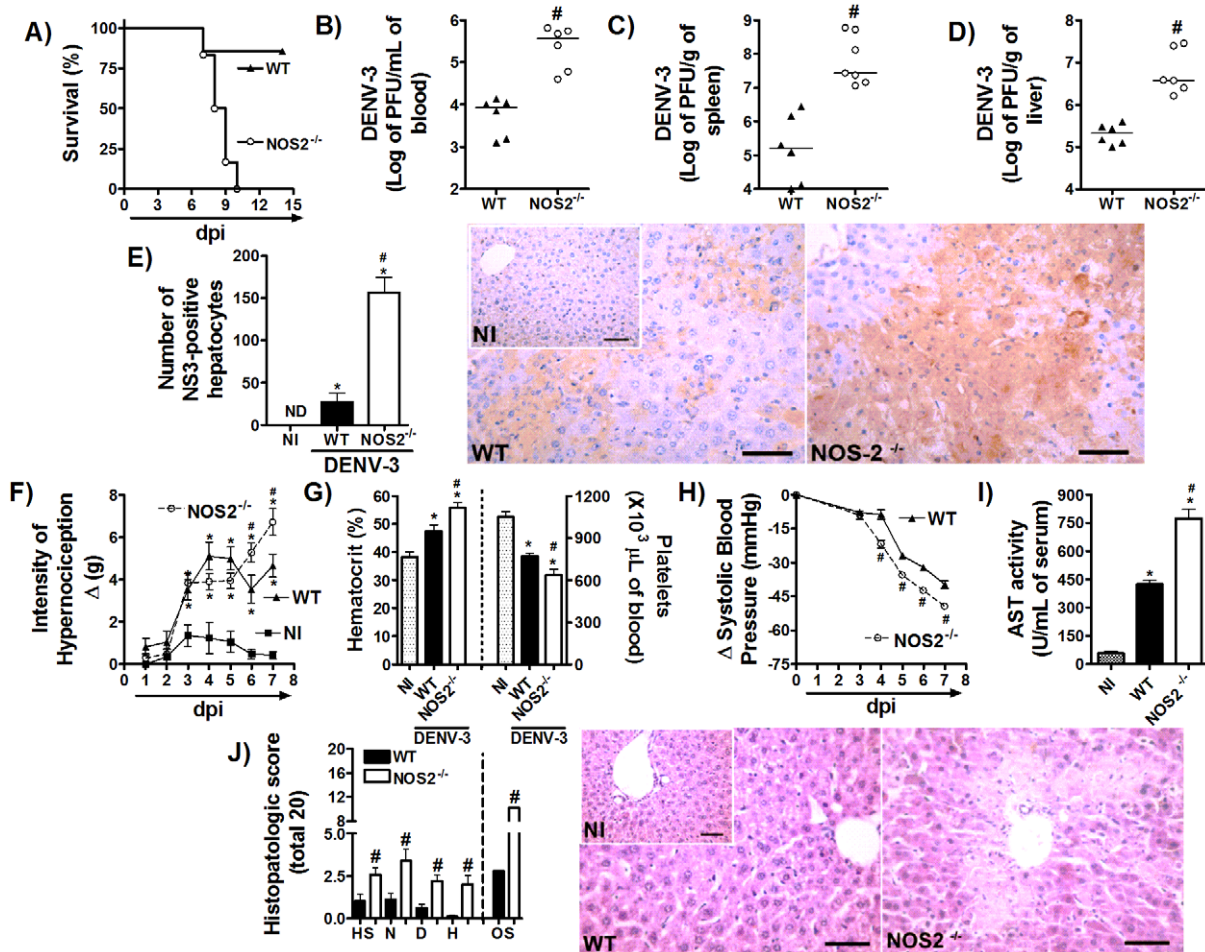 A)
Survival (%)
100
75
50
25
0
WT
NOS2-/-
0 3 6 9 12 15
dpi
B)
DENV-3
(Log of PFU/mL of
blood)
6
5
4
3
2
#
WT NOS2-/-
C)
DENV-3
(Log of PFU/g of
spleen)
9
8
7
6
5
4
#
WT NOS2-/-
D)
DENV-3
(Log of PFU/g of
liver)
8
7
6
5
4
#
WT NOS2-/-
E)
Number of
NS3-positive
hepatocytes
200
150
100
50
0
ND
*
#
*
NI WT NOS2-/-
DENV-3
NI
WT
NOS-2 -/-
F)
Intensity of
Hypernociception
Δ (g)
8
6
4
2
0
NOS2-/-
WT
NI
* * * * *
* * *
#
*
#
*
1 2 3 4 5 6 7 8
dpi
G)
Hematocrit (%)
60
50
40
30
20
10
0
*
#
*
*
#
*
1200
900
600
300
0
Platelets
(X 10³ µL of blood)
NI WT NOS2-/-
DENV-3
NI WT NOS2-/-
DENV-3
H)
Δ Systolic Blood
Pressure (mmHg)
0
-15
-30
-45
-60
-75
WT
NOS2-/-
# # # #
0 1 2 3 4 5 6 7 8
dpi
I)
AST activity
(U/mL of serum)
900
750
600
450
300
150
0
*
#
*
NI WT NOS2-/-
J)
Histopatologic score
(total 20)
20
18
16
14
12
10
5.0
2.5
0.0
WT
NOS2-/-
# # # # #
HS N D H OS
NI
WT
NOS2 -/-